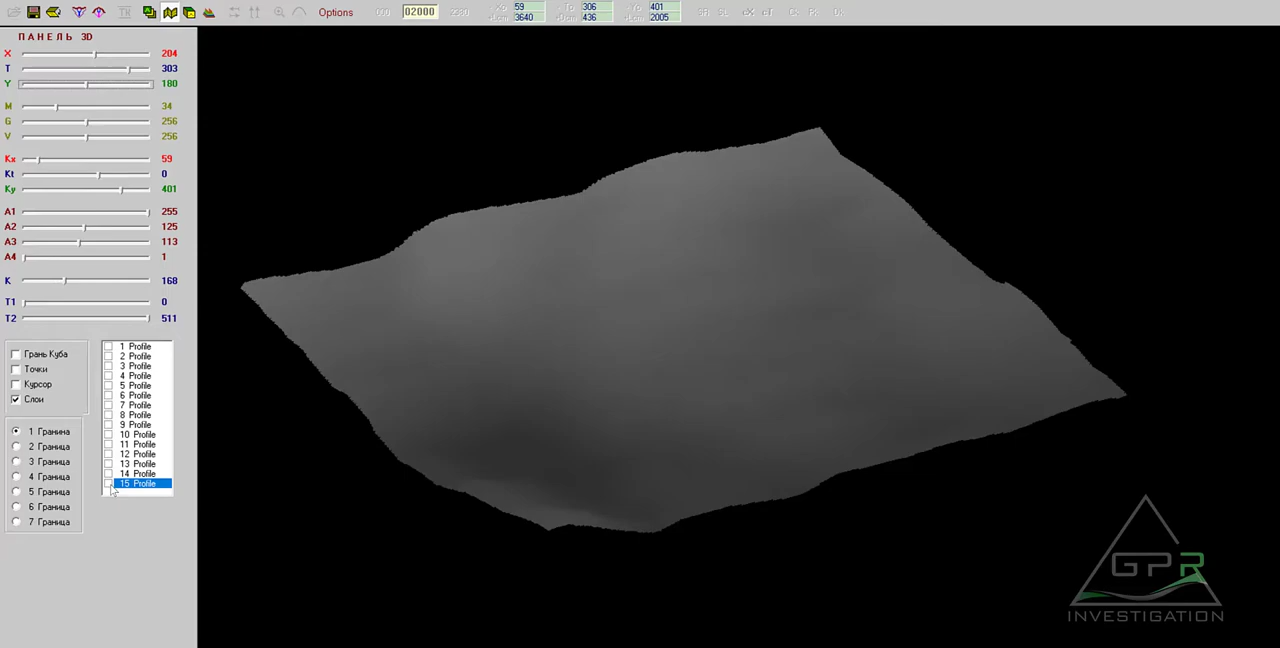 Options
02000
Xp 59 Tp 306 Yp 401
3640 436 Lcm 2005
ПАНЕЛЬ 3D
X 204
T 303
Y 180
M 34
G 256
V 256
Kx 59
Kt 0
Ky 401
A1 255
A2 125
A3 113
A4 1
K 168
T1 0
T2 511
Грань Куба
Точки
Курсор
Слои
1 Граница
2 Граница
3 Граница
4 Граница
5 Граница
6 Граница
7 Граница
1 Profile
2 Profile
3 Profile
4 Profile
5 Profile
6 Profile
7 Profile
8 Profile
9 Profile
10 Profile
11 Profile
12 Profile
13 Profile
14 Profile
15 Profile
GPR
INVESTIGATION